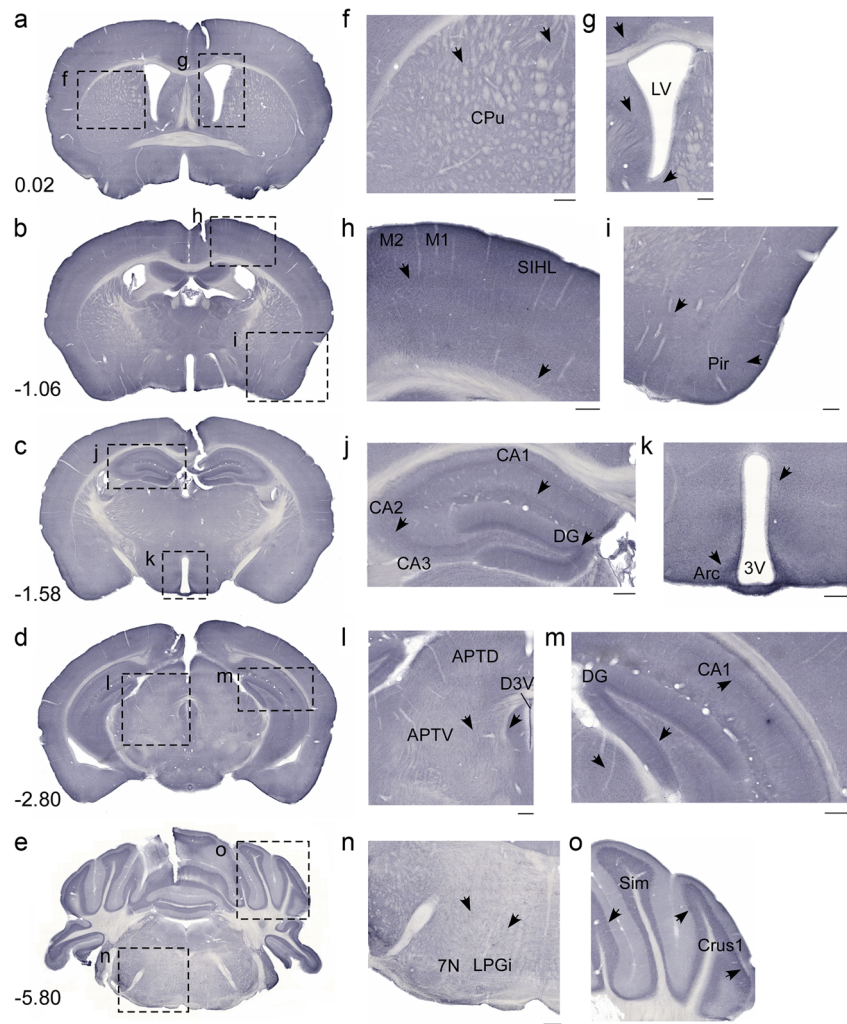 a
g
f
0.02
f
CPu
g
LV
b
h
i
-1.06
h
M2 M1
SIHL
i
Pir
c
j
k
-1.58
j
CA1
CA2
DG
CA3
k
Arc 3V
d
l
m
-2.80
l
APTD
D3V
APTV
m
CA1
DG
e
o
n
-5.80
n
7N LPGi
o
Sim
Crus1